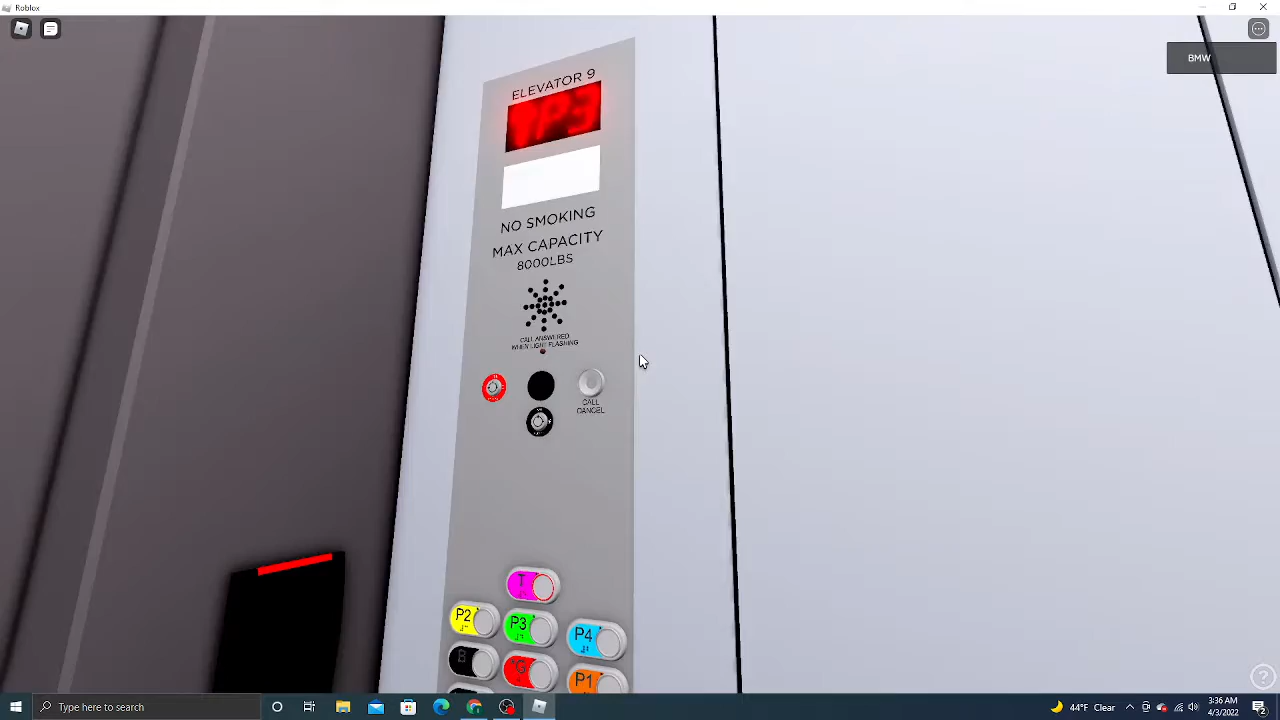 Roblox
BMW
ELEVATOR 9
P3
NO SMOKING
MAX CAPACITY
8000LBS
CALL ANSWERED
WHEN LIGHT FLASHING
CALL
CANCEL
T
P2
P3
P4
B
*G
P1
Type here to search
44°F Clear
3:36 AM
4/3/2022
2